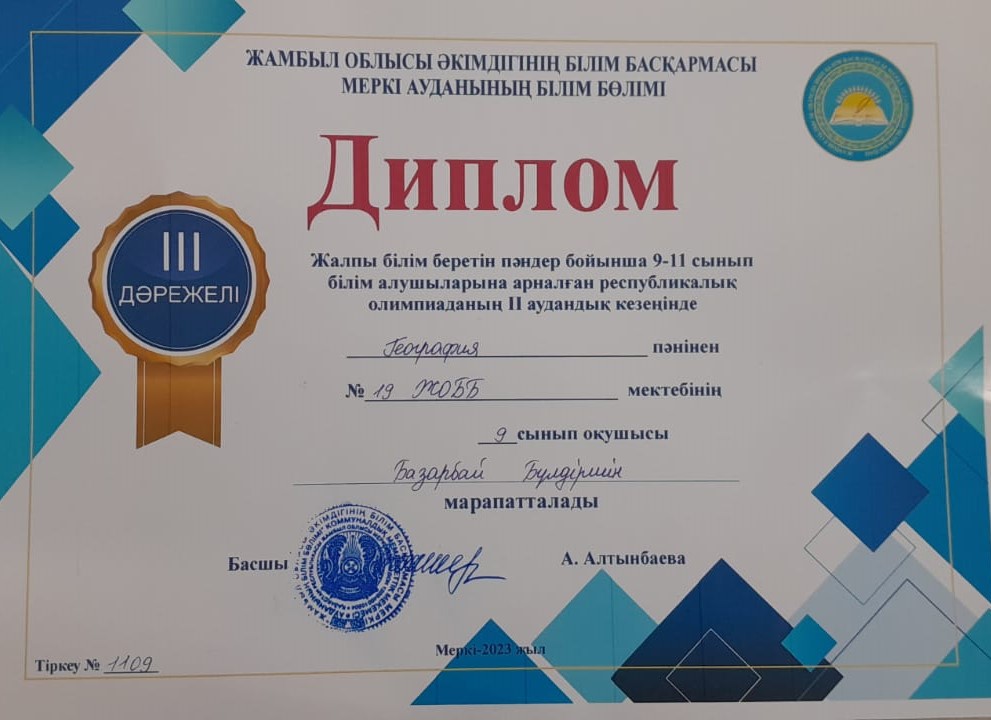 ЖАМБЫЛ ОБЛЫСЫ ӘКІМДІГІНІҢ БІЛІМ БАСҚАРМАСЫ
МЕРКІ АУДАНЫНЫҢ БІЛІМ БӨЛІМІ
Диплом
III
ДӘРЕЖЕЛІ
Жалпы білім беретін пәндер бойынша 9-11 сынып
білім алушыларына арналған республикалық
олимпиаданың II аудандық кезеңінде
География пәнінен
№ 19 ЖОББ мектебінің
9 сынып оқушысы
Базарбай Бүлдіршін
марапатталады
Басшы А. Алтынбаева
Меркі-2023 жыл
Тіркеу № 1109